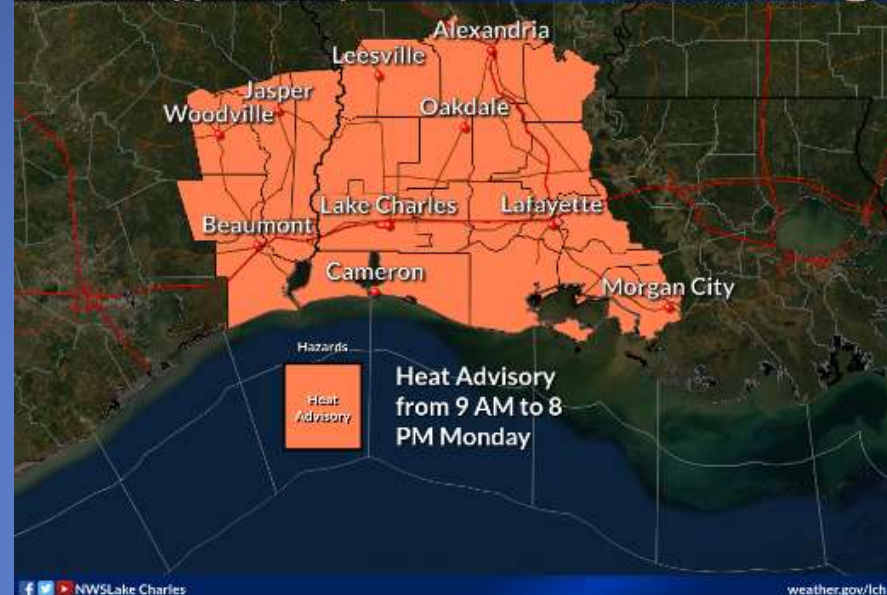 Alexandria
Leesville
Jasper
Woodville
Oakdale
Lake Charles
Lafayette
Beaumont
Cameron
Morgan City
Hazards
Heat
Advisory
Heat Advisory
from 9 AM to 8
PM Monday
NWSLake Charles
weather.gov/lch